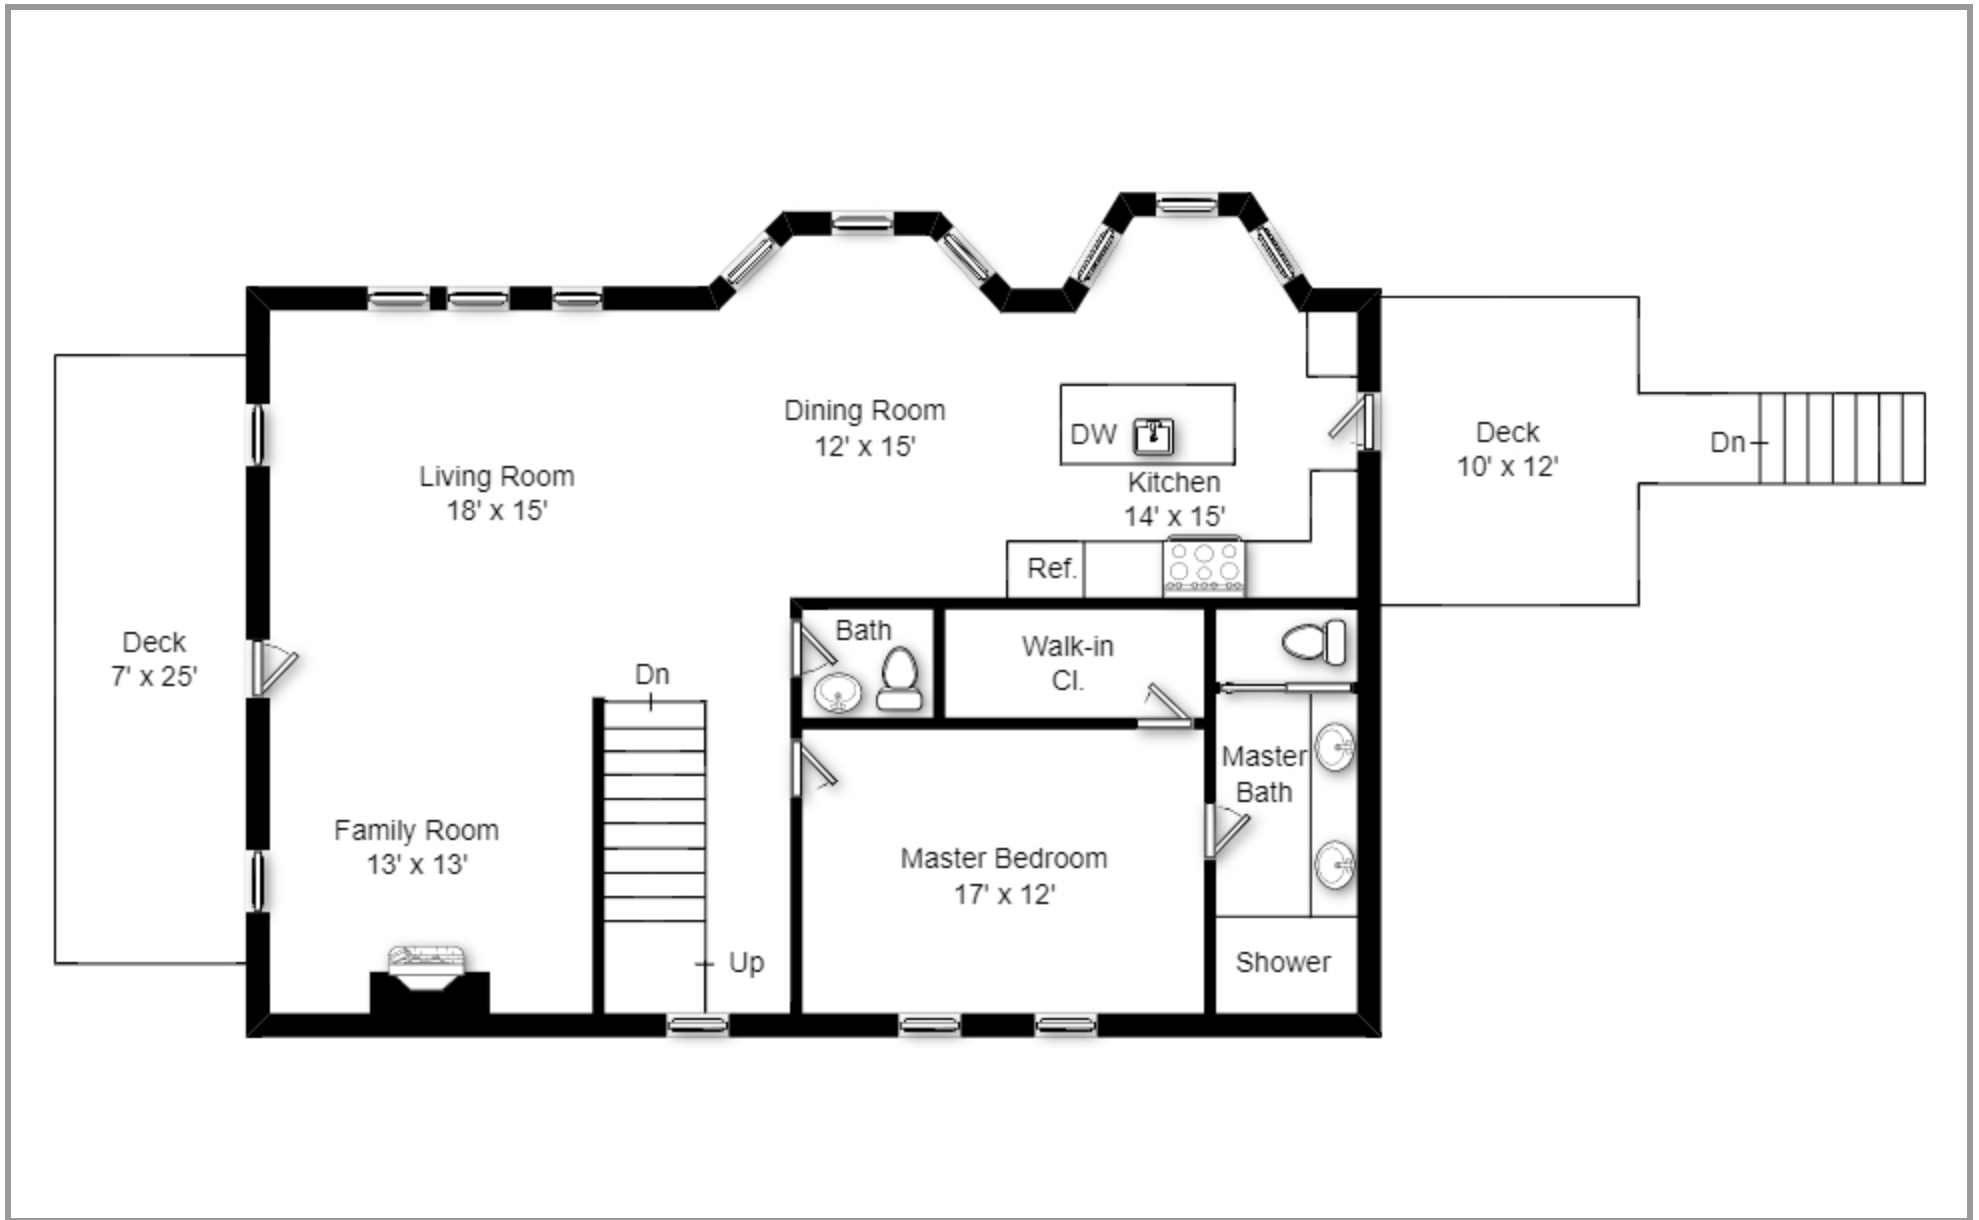 Dining Room
12' x 15'
Living Room
18' x 15'
DW
Kitchen
14' x 15'
Ref.
Deck
10' x 12'
Dn
Deck
7' x 25'
Bath
Walk-in
Cl.
Dn
Master
Bath
Family Room
13' x 13'
Master Bedroom
17' x 12'
Up
Shower